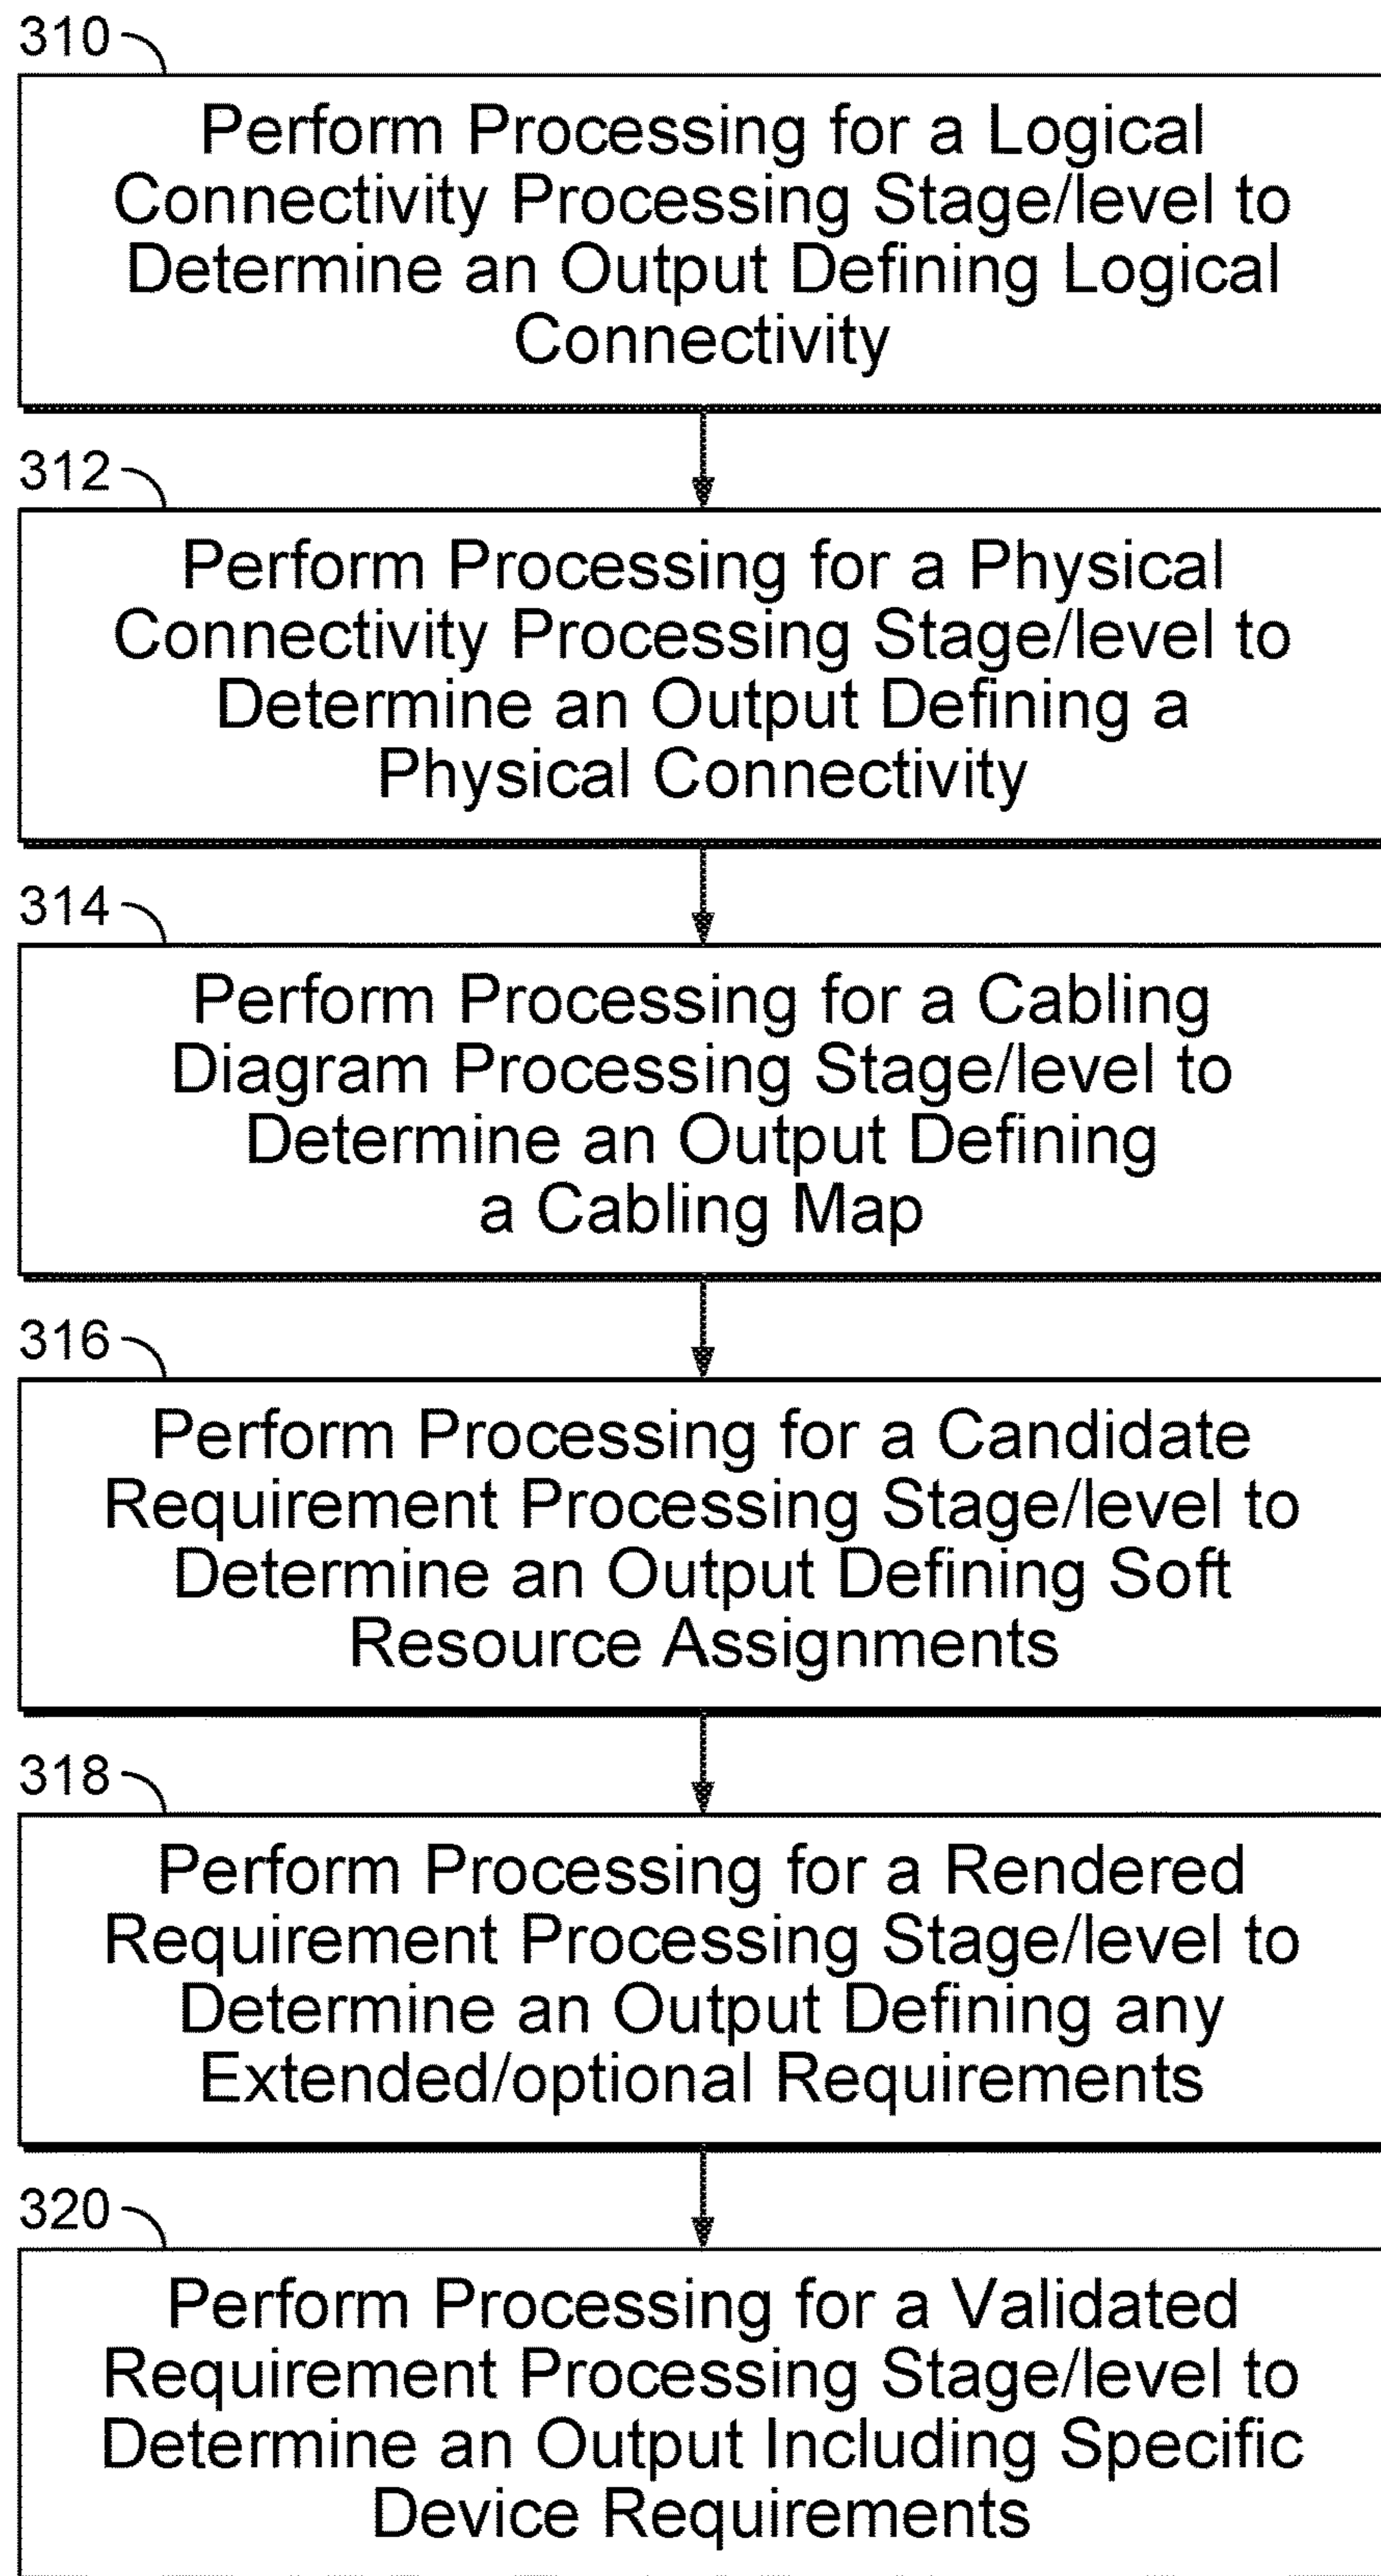 310
Perform Processing for a Logical
Connectivity Processing Stage/level to
Determine an Output Defining Logical
Connectivity
312
Perform Processing for a Physical
Connectivity Processing Stage/level to
Determine an Output Defining a
Physical Connectivity
314
Perform Processing for a Cabling
Diagram Processing Stage/level to
Determine an Output Defining
a Cabling Map
316
Perform Processing for a Candidate
Requirement Processing Stage/level to
Determine an Output Defining Soft
Resource Assignments
318
Perform Processing for a Rendered
Requirement Processing Stage/level to
Determine an Output Defining any
Extended/optional Requirements
320
Perform Processing for a Validated
Requirement Processing Stage/level to
Determine an Output Including Specific
Device Requirements